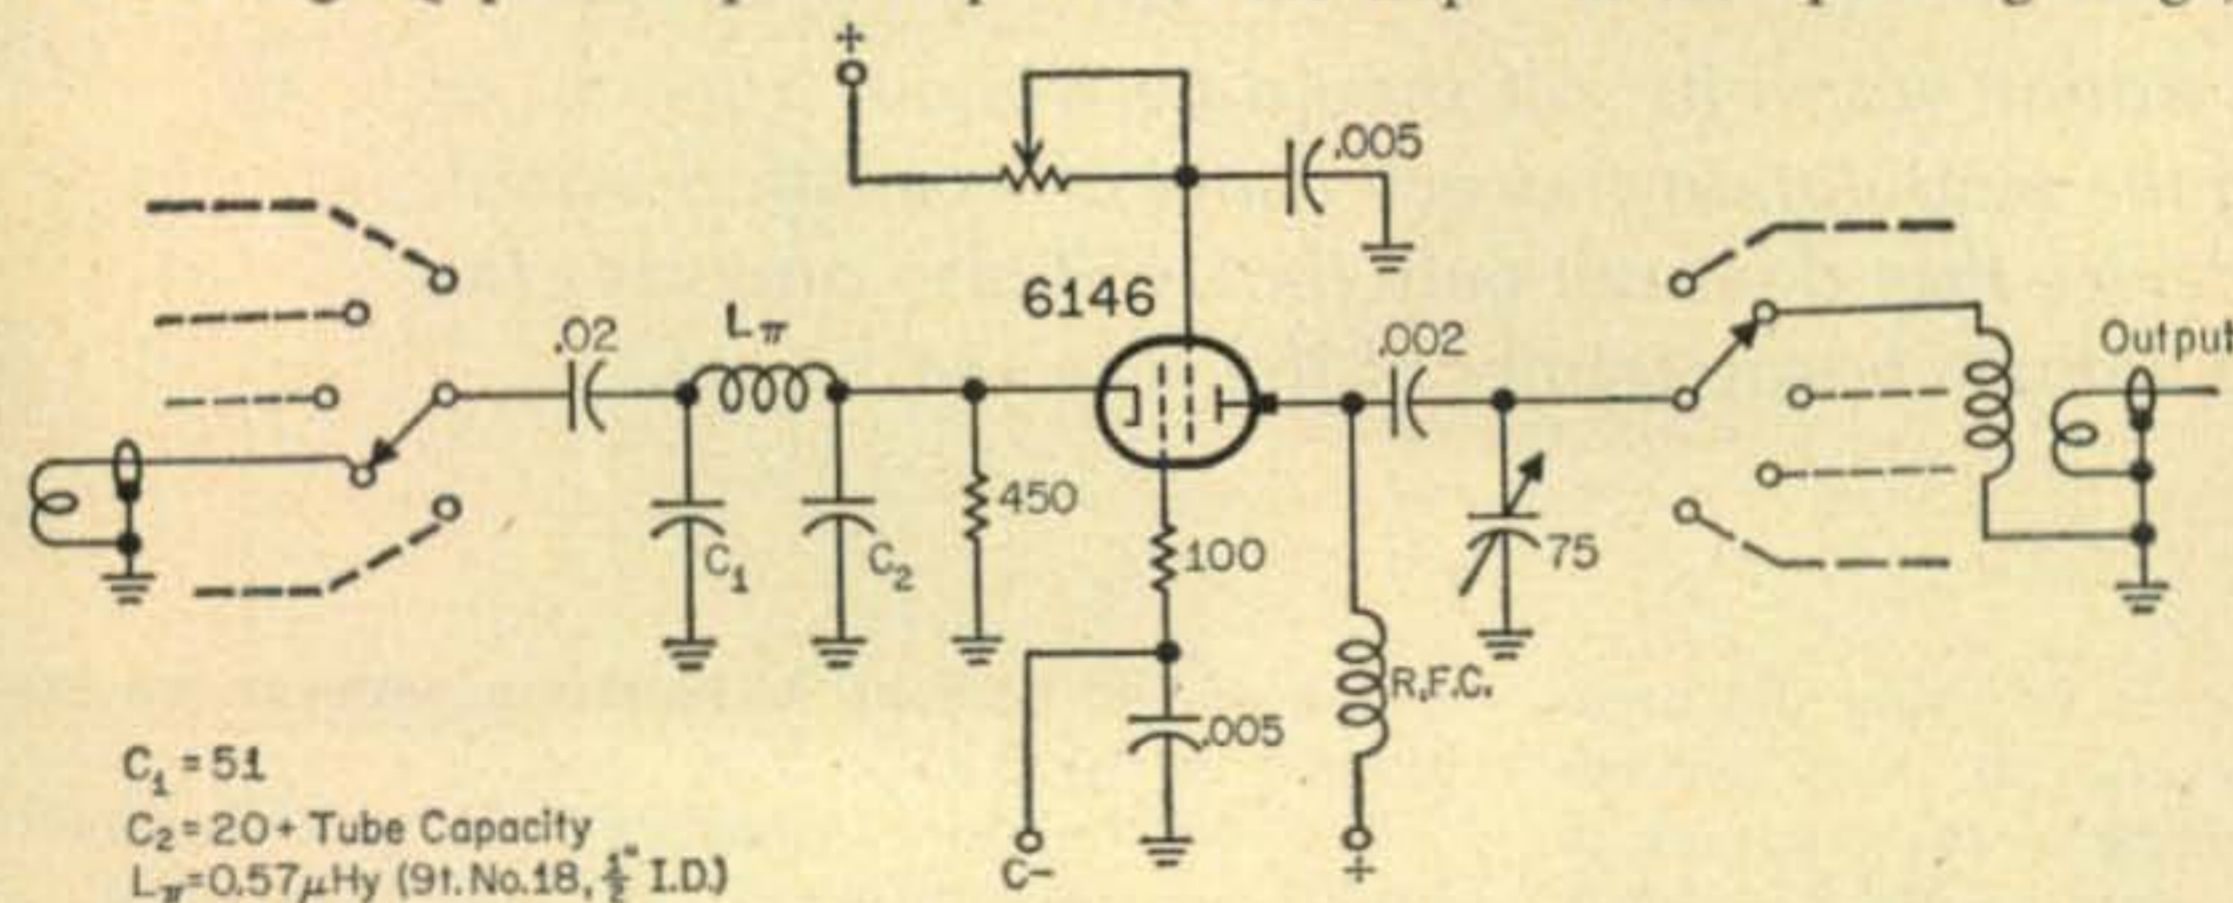 +
.005
6146
.02
Lπ
.002
Output
450
C₁
C₂
100
75
R.F.C.
.005
C-
+
C₁ = 51
C₂ = 20 + Tube Capacity
Lπ = 0.57 μHy (9t. No. 18, ½" I.D.)